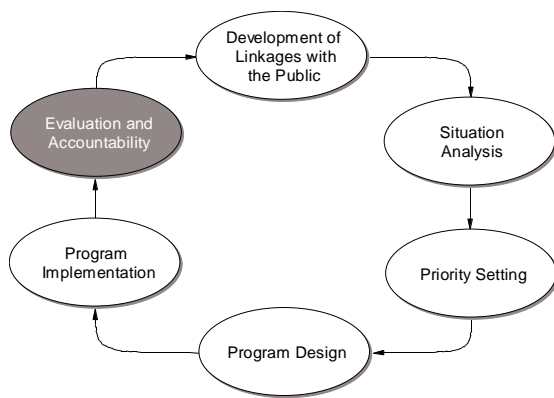 Development of
Linkages with
the Public
Situation
Analysis
Priority Setting
Program Design
Program
Implementation
Evaluation and
Accountability